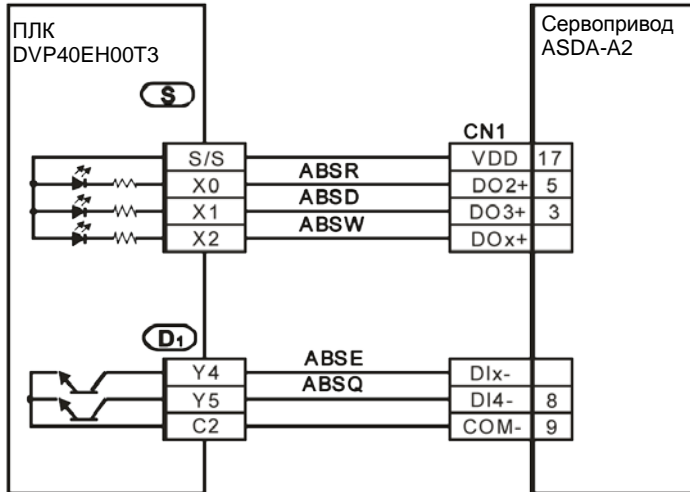 ПЛК
DVP40EH00T3
Сервопривод
ASDA-A2
S
CN1
S/S VDD 17
X0 ABSR DO2+ 5
X1 ABSD DO3+ 3
X2 ABSW DOx+
D1
Y4 ABSE DIx-
Y5 ABSQ DI4- 8
C2 COM- 9